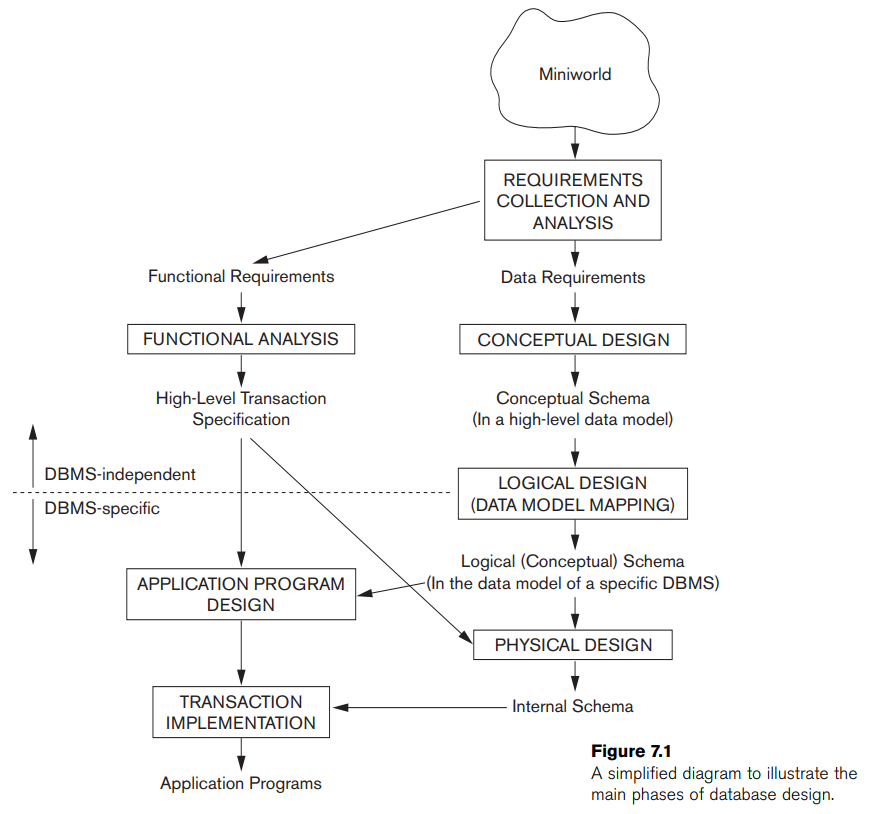 Miniworld
REQUIREMENTS
COLLECTION AND
ANALYSIS
Functional Requirements
Data Requirements
FUNCTIONAL ANALYSIS
CONCEPTUAL DESIGN
High-Level Transaction
Specification
Conceptual Schema
(In a high-level data model)
DBMS-independent
DBMS-specific
LOGICAL DESIGN
(DATA MODEL MAPPING)
Logical (Conceptual) Schema
(In the data model of a specific DBMS)
APPLICATION PROGRAM
DESIGN
PHYSICAL DESIGN
TRANSACTION
IMPLEMENTATION
Internal Schema
Application Programs
Figure 7.1
A simplified diagram to illustrate the
main phases of database design.